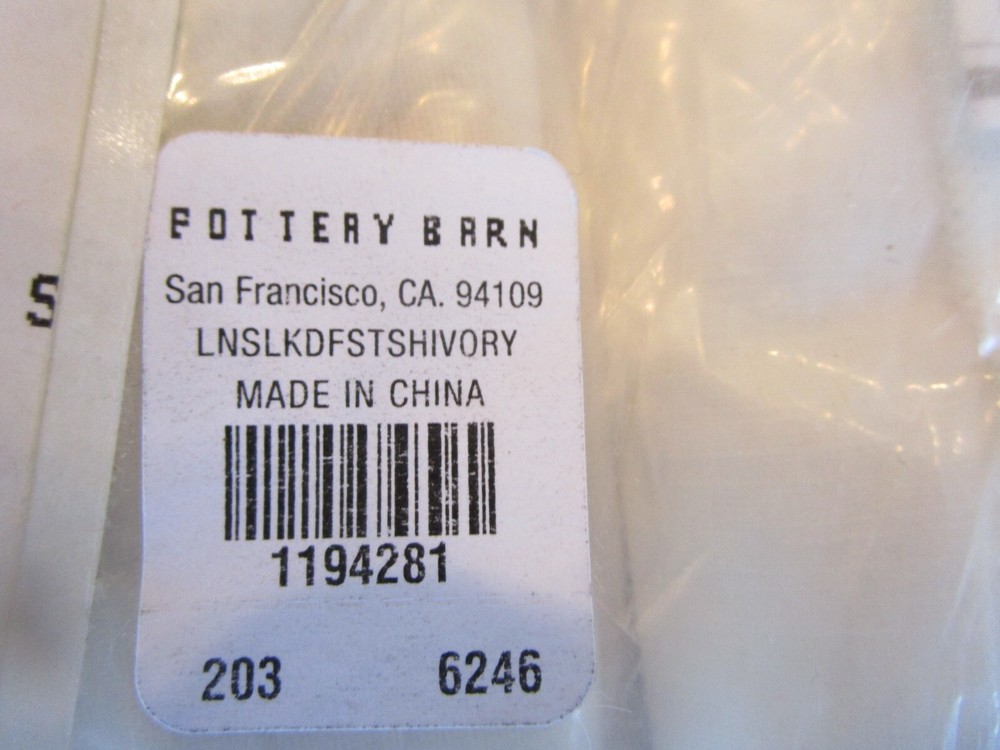 POTTERY BARN
San Francisco, CA. 94109
LNSLKDFSTSHIVORY
MADE IN CHINA
1194281
203 6246
S